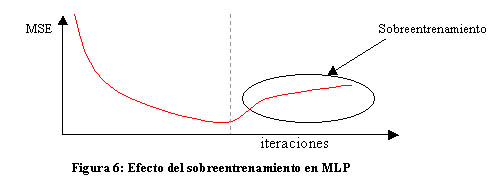 MSE
Sobreentrenamiento
iteraciones
Figura 6: Efecto del sobreentrenamiento en MLP